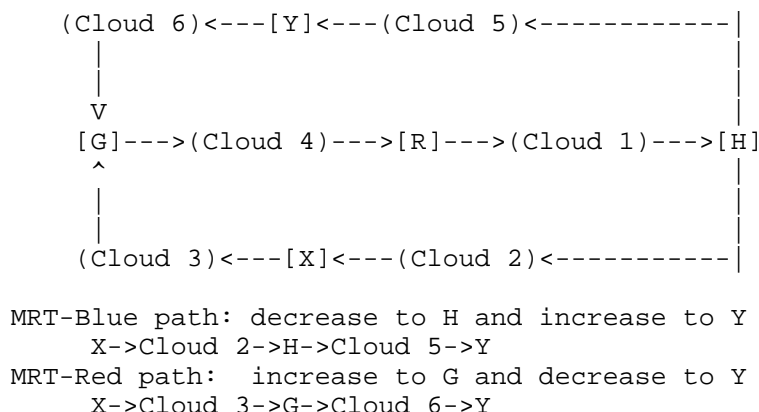 (Cloud 6)<---[Y]<---(Cloud 5)<------------|
| |
| |
V |
[G]--->(Cloud 4)--->[R]--->(Cloud 1)--->[H]
^ |
| |
| |
(Cloud 3)<---[X]<---(Cloud 2)<-----------|
MRT-Blue path: decrease to H and increase to Y
X->Cloud 2->H->Cloud 5->Y
MRT-Red path: increase to G and decrease to Y
X->Cloud 3->G->Cloud 6->Y